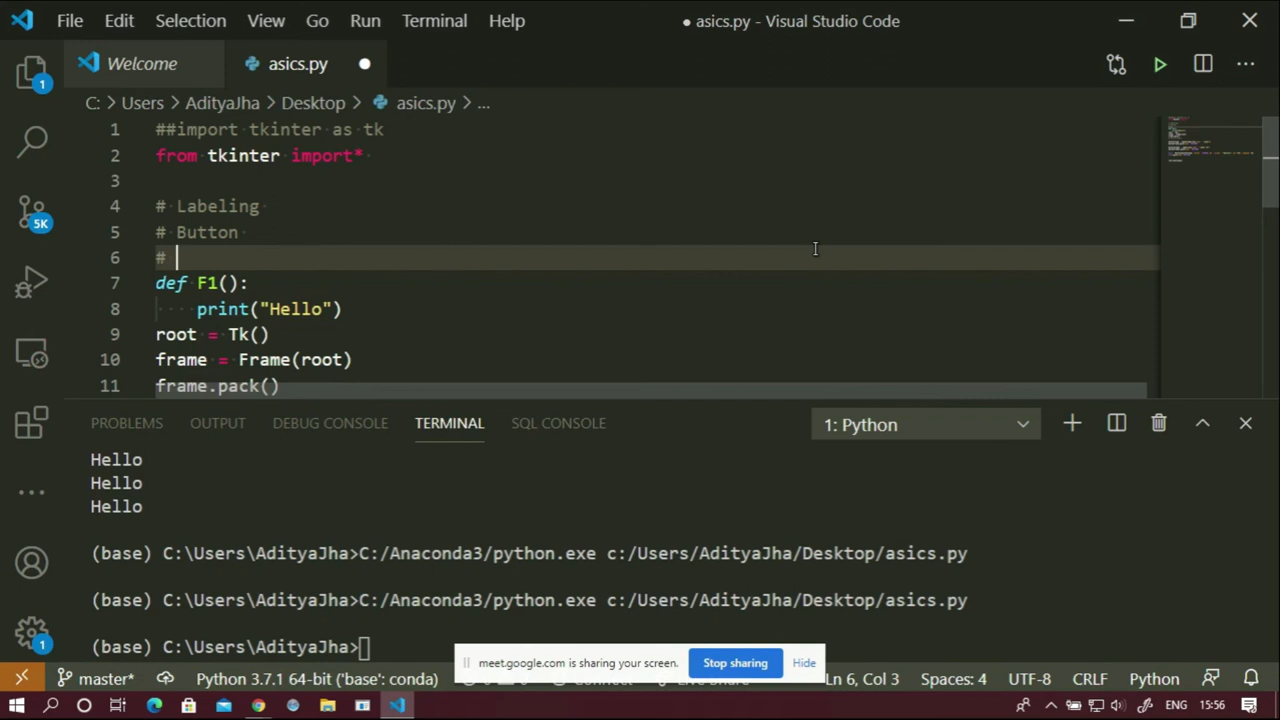 File Edit Selection View Go Run Terminal Help ● asics.py - Visual Studio Code
Welcome asics.py
C: > Users > AdityaJha > Desktop > asics.py > ...
1 ##import tkinter as tk
2 from tkinter import*
3
4 # Labeling
5 # Button
6 #
7 def F1():
8 print("Hello")
9 root = Tk()
10 frame = Frame(root)
11 frame.pack()
1
5K
1
PROBLEMS OUTPUT DEBUG CONSOLE TERMINAL SQL CONSOLE 1: Python
Hello
Hello
Hello
(base) C:\Users\AdityaJha>C:/Anaconda3/python.exe c:/Users/AdityaJha/Desktop/asics.py
(base) C:\Users\AdityaJha>C:/Anaconda3/python.exe c:/Users/AdityaJha/Desktop/asics.py
(base) C:\Users\AdityaJha>
meet.google.com is sharing your screen. Stop sharing Hide
master* Python 3.7.1 64-bit ('base': conda) Ln 6, Col 3 Spaces: 4 UTF-8 CRLF Python
ENG 15:56